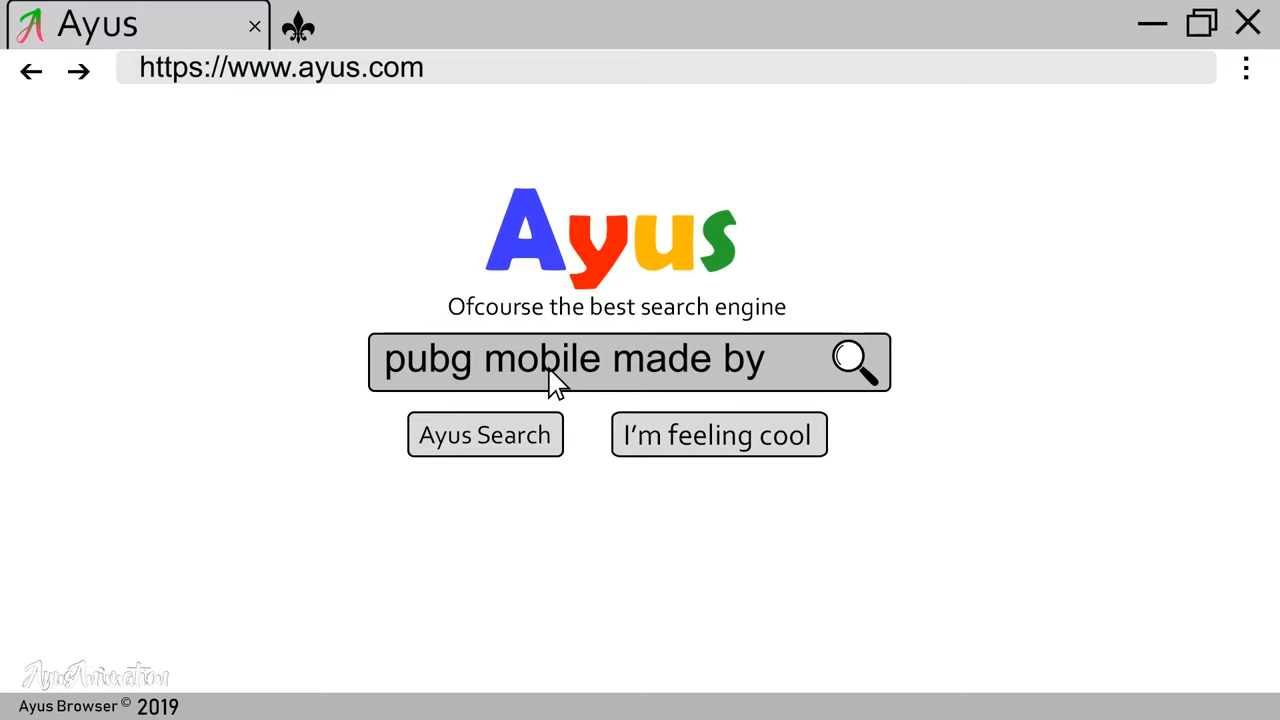 Ayus
https://www.ayus.com
Ayus
Ofcourse the best search engine
pubg mobile made by
Ayus Search
I'm feeling cool
AyusAnimation
Ayus Browser © 2019